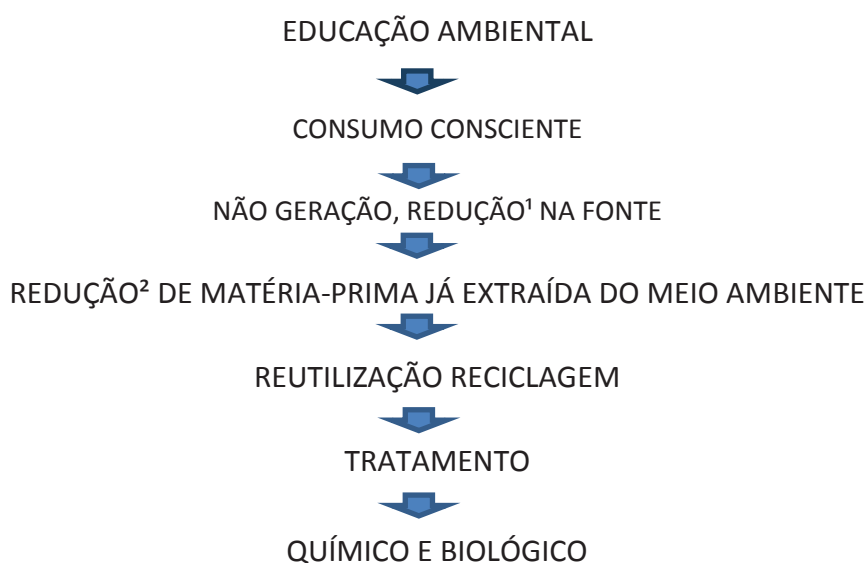 EDUCAÇÃO AMBIENTAL
CONSUMO CONSCIENTE
NÃO GERAÇÃO, REDUÇÃO¹ NA FONTE
REDUÇÃO² DE MATÉRIA-PRIMA JÁ EXTRAÍDA DO MEIO AMBIENTE
REUTILIZAÇÃO RECICLAGEM
TRATAMENTO
QUÍMICO E BIOLÓGICO